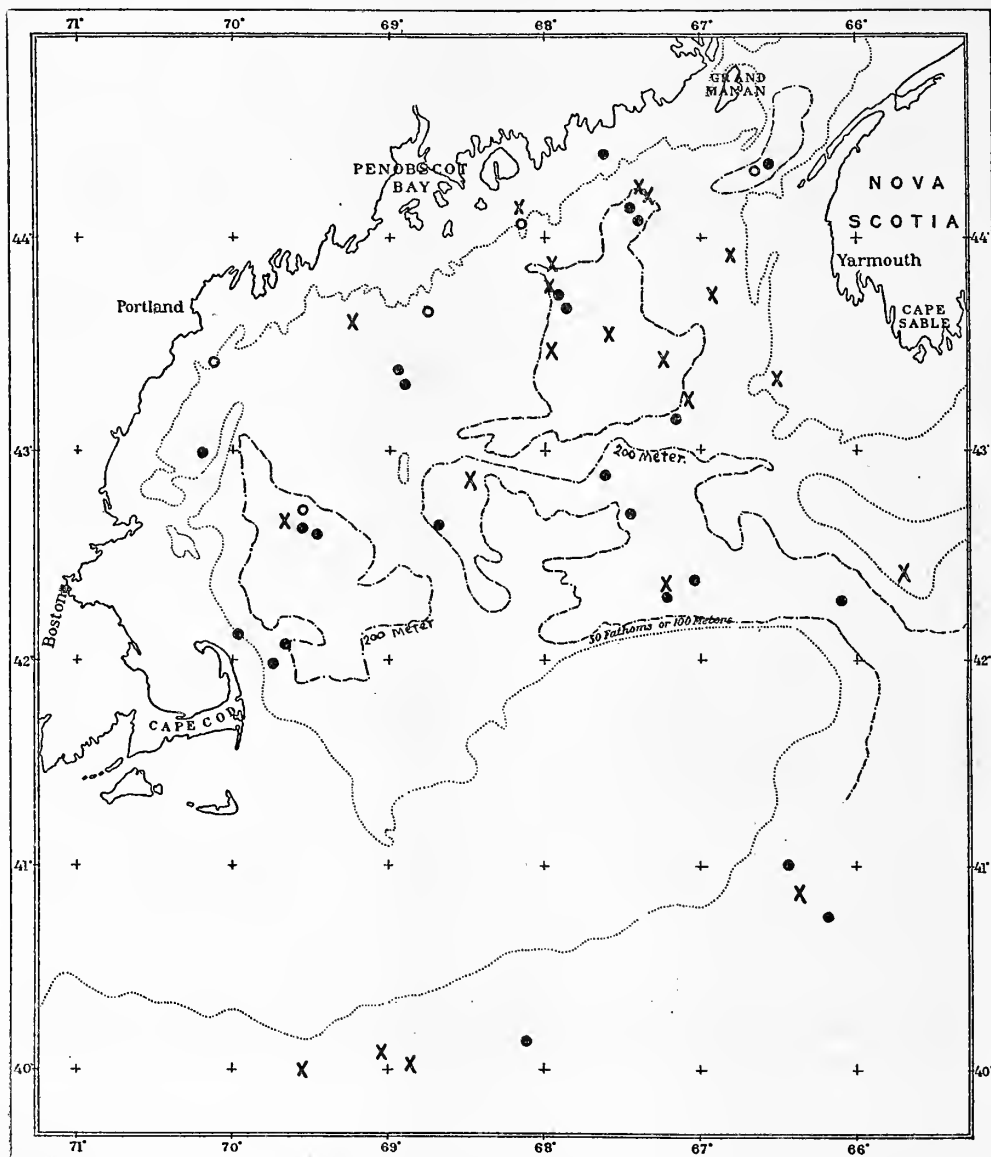 71° 70° 69° 68° 67° 66°
GRAND
MANAN
PENOBSCOT
BAY
NOVA
SCOTIA
44° 44°
Yarmouth
Portland
CAPE
SABLE
43° 43°
200 Meter.
Boston
200 Meter
50 Fathoms or 100 Meters
42° 42°
CAPE COD
41° 41°
40° 40°
71° 70° 69° 68° 67° 66°